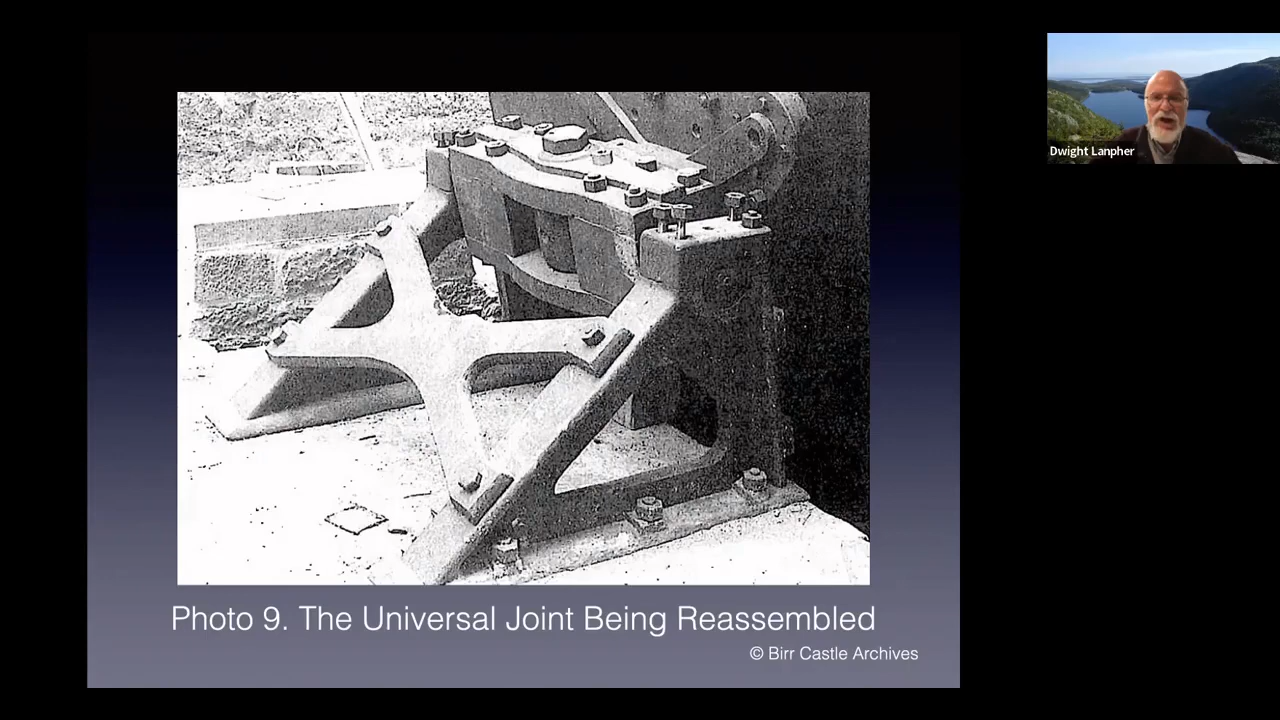 Dwight Lanpher
Photo 9. The Universal Joint Being Reassembled
© Birr Castle Archives